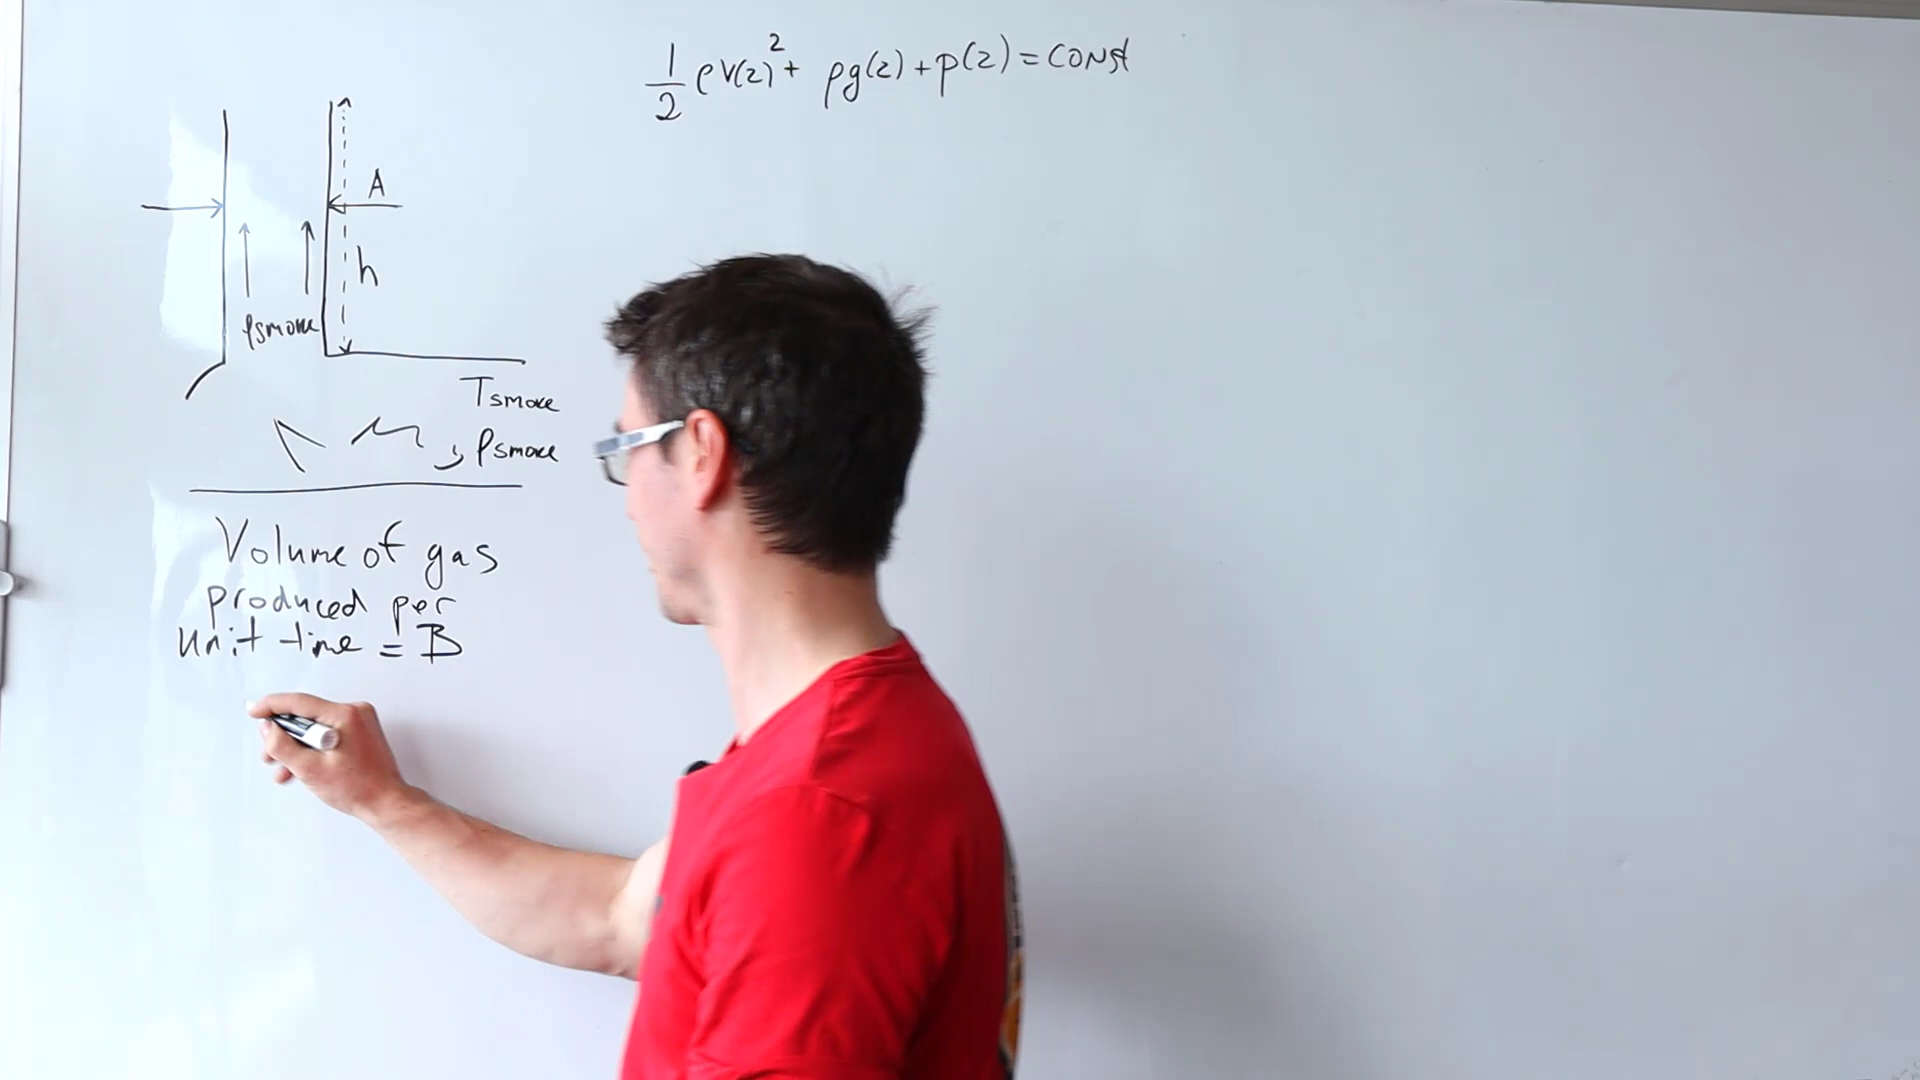 ½ ρv(z)² + ρg(z) + p(z) = const
A
h
ρsmoke
Tsmoke
ρsmoke
Volume of gas
produced per
unit time = B